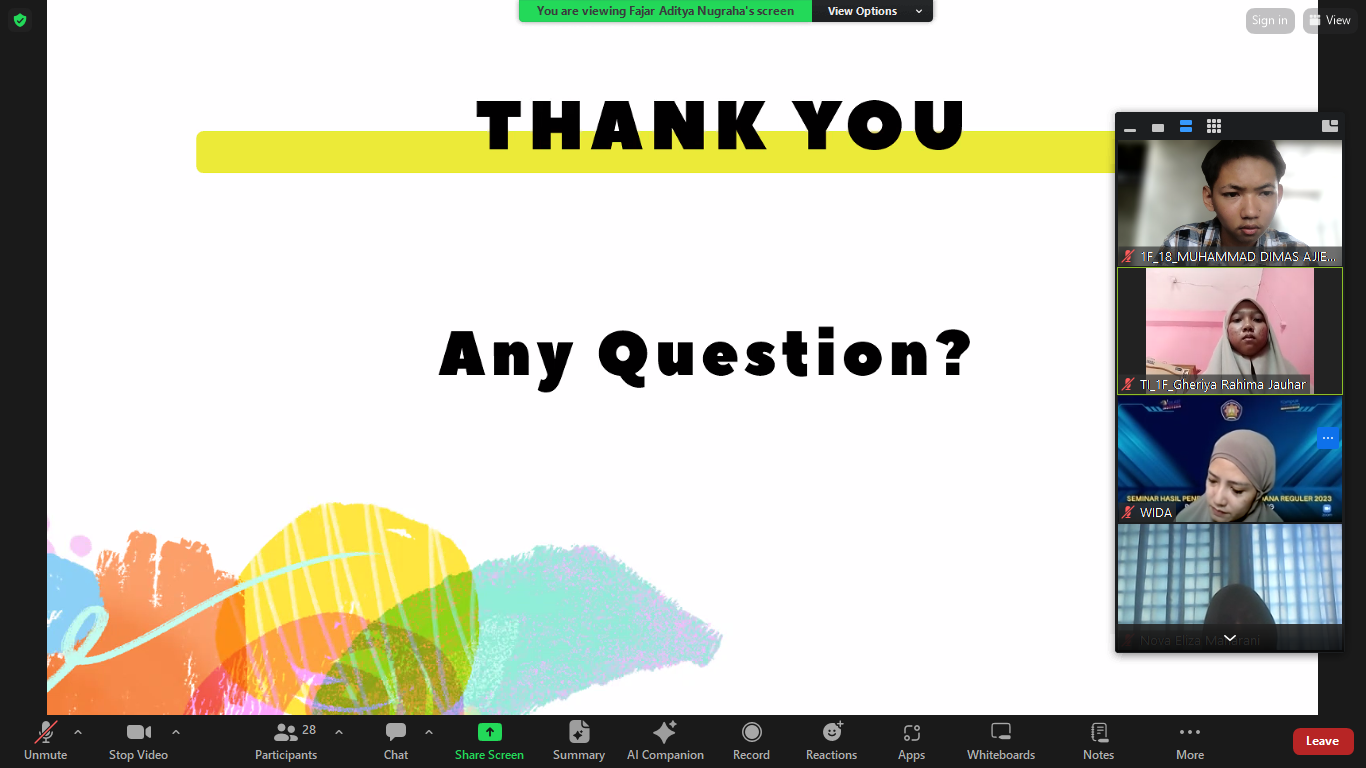 You are viewing Fajar Aditya Nugraha's screen
View Options
Sign in
View
THANK YOU
Any Question?
1F_18_MUHAMMAD DIMAS AJIE...
TI_1F_Gheriya Rahima Jauhar
SEMINAR HASIL PEN
ANA REGULER 2023
WIDA
Nova Eliza Maharani
Unmute
Stop Video
Participants
28
Chat
Share Screen
Summary
AI Companion
Record
Reactions
Apps
Whiteboards
Notes
More
Leave